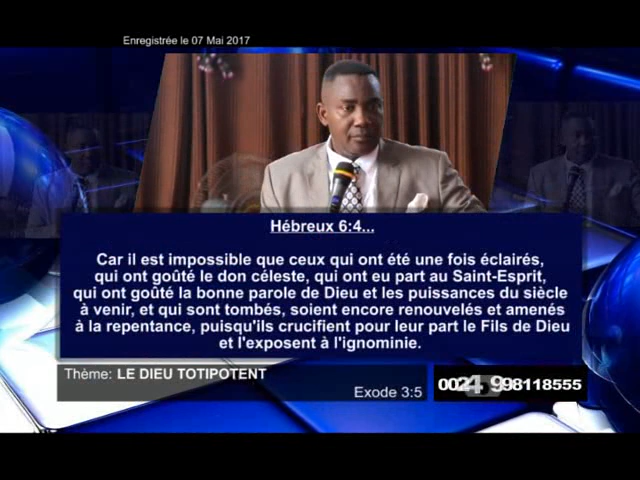 Enregistrée le 07 Mai 2017
Hébreux 6:4...
Car il est impossible que ceux qui ont été une fois éclairés,
qui ont goûté le don céleste, qui ont eu part au Saint-Esprit,
qui ont goûté la bonne parole de Dieu et les puissances du siècle
à venir, et qui sont tombés, soient encore renouvelés et amenés
à la repentance, puisqu'ils crucifient pour leur part le Fils de Dieu
et l'exposent à l'ignominie.
Thème: LE DIEU TOTIPOTENT
Exode 3:5